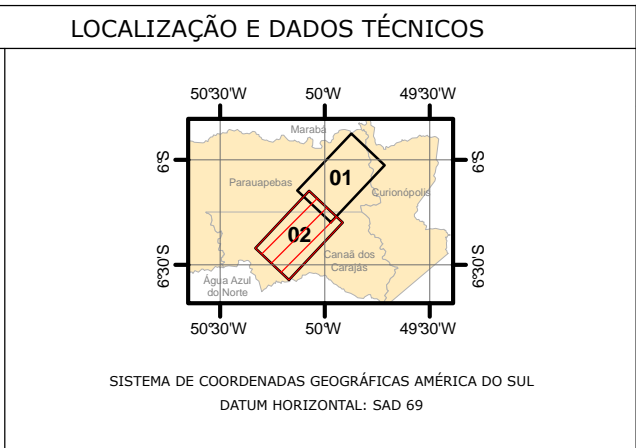 LOCALIZAÇÃO E DADOS TÉCNICOS
50°30'W 50°W 49°30'W
Marabá
6°S 6°S
01
Parauapebas
Curionópolis
02
Canaã dos
Carajás
6°30'S 6°30'S
Água Azul
do Norte
50°30'W 50°W 49°30'W
SISTEMA DE COORDENADAS GEOGRÁFICAS AMÉRICA DO SUL
DATUM HORIZONTAL: SAD 69